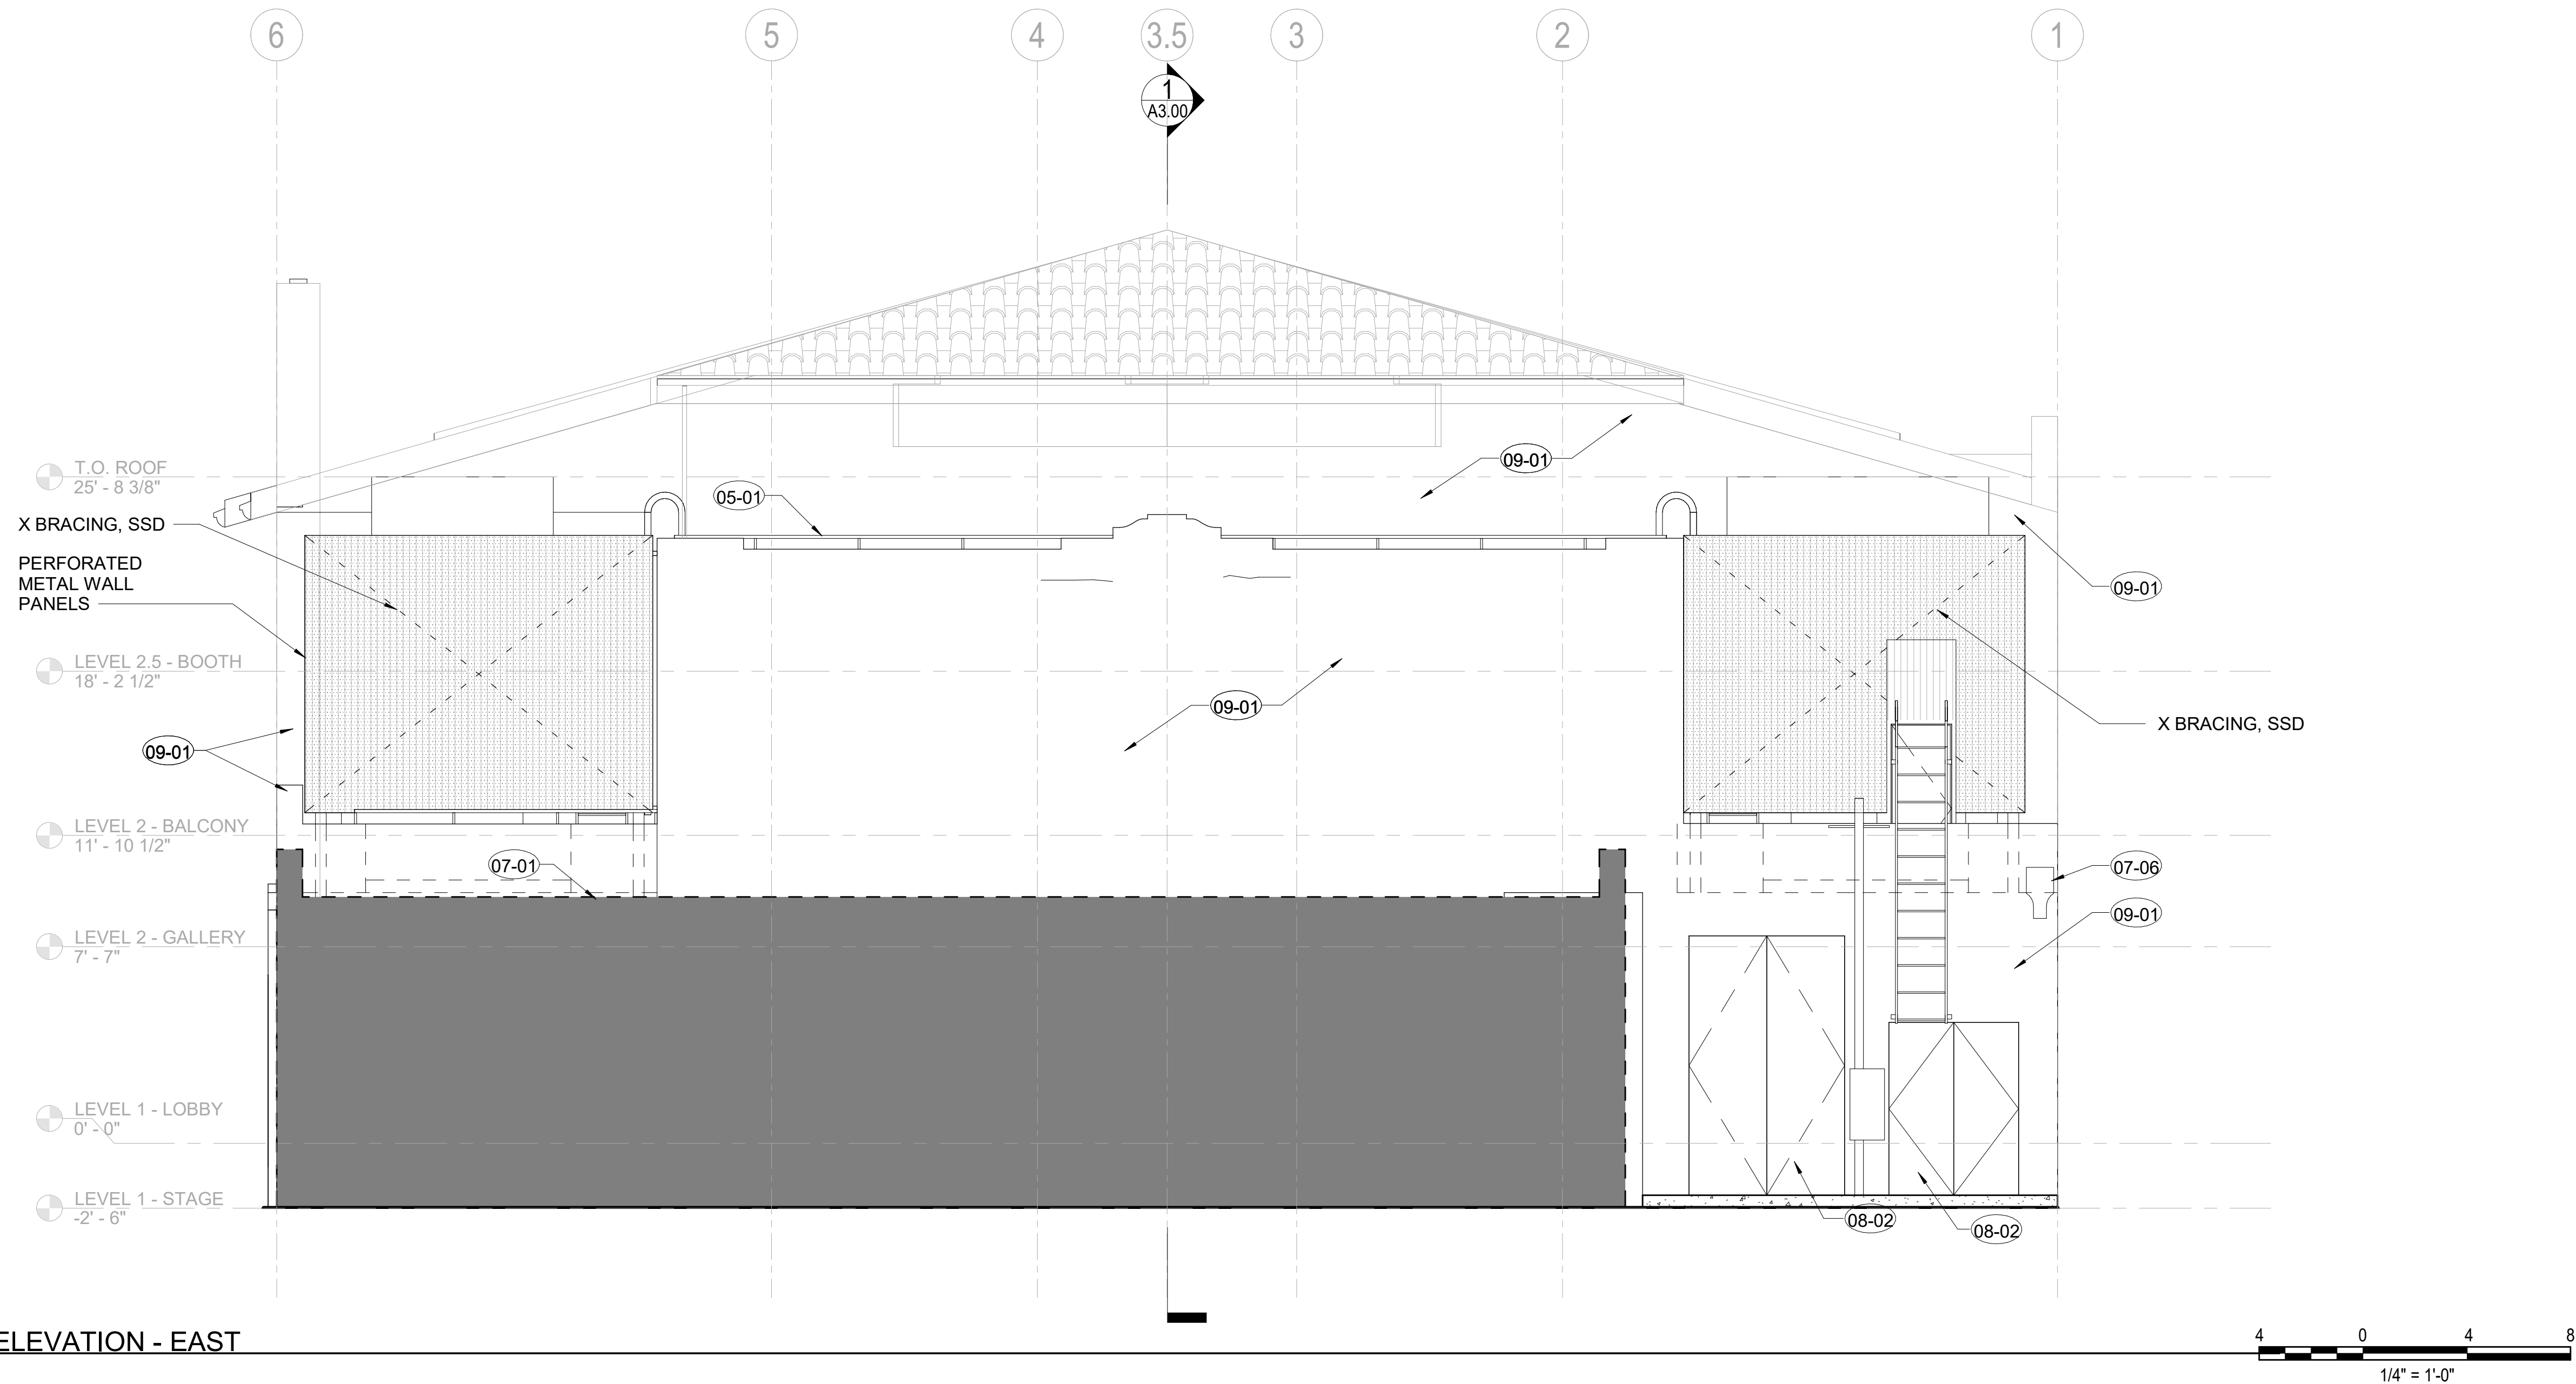 6
5
4
3.5
3
2
1
1
A3.00
T.O. ROOF
25' - 8 3/8"
X BRACING, SSD
PERFORATED
METAL WALL
PANELS
LEVEL 2.5 - BOOTH
18' - 2 1/2"
09-01
LEVEL 2 - BALCONY
11' - 10 1/2"
LEVEL 2 - GALLERY
7' - 7"
LEVEL 1 - LOBBY
0' - 0"
LEVEL 1 - STAGE
-2' - 6"
05-01
09-01
09-01
07-01
09-01
X BRACING, SSD
07-06
09-01
08-02
08-02
ELEVATION - EAST
4 0 4 8
1/4" = 1'-0"